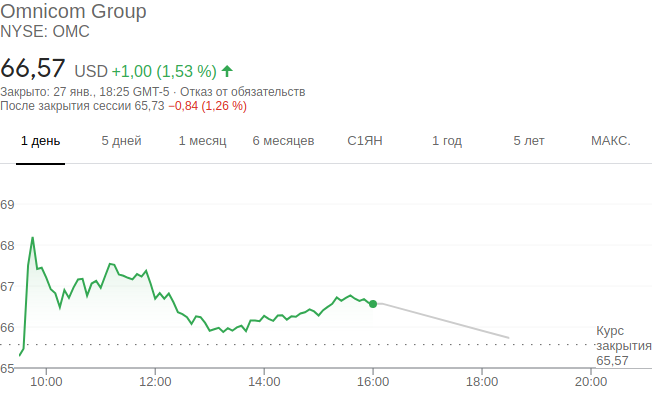 Omnicom Group
NYSE: OMC
66,57 USD +1,00 (1,53 %)
Закрыто: 27 янв., 18:25 GMT-5 · Отказ от обязательств
После закрытия сессии 65,73 −0,84 (1,26 %)
1 день 5 дней 1 месяц 6 месяцев С1ЯН 1 год 5 лет МАКС.
69
68
67
66
65
Курс
закрытия
65,57
10:00 12:00 14:00 16:00 18:00 20:00